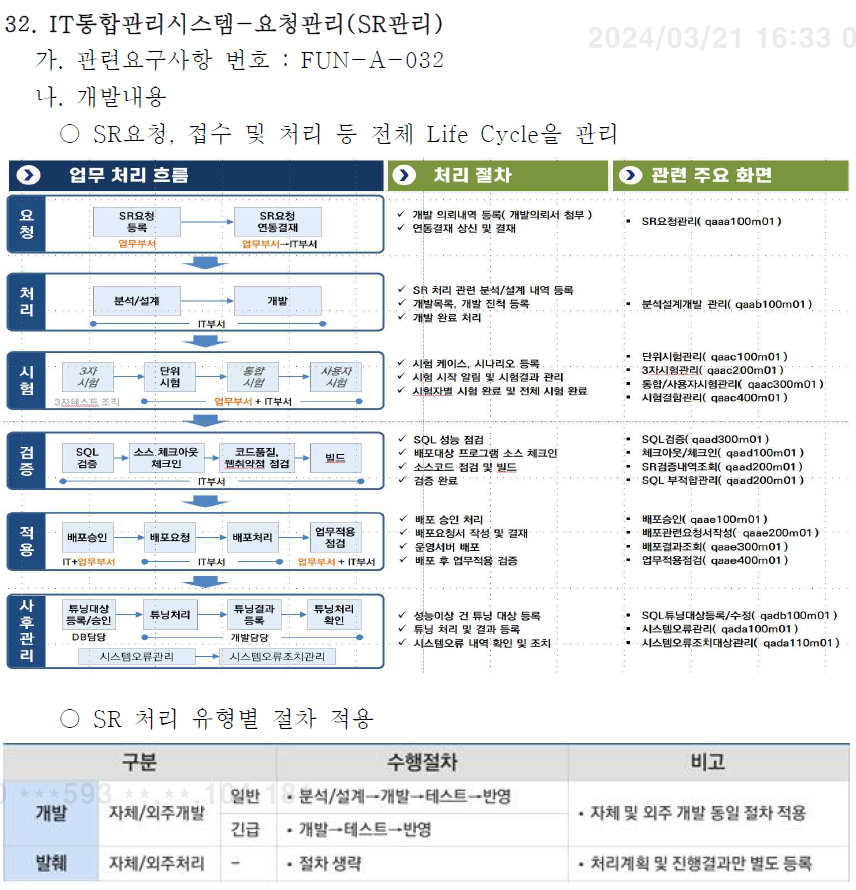 32. IT통합관리시스템-요청관리(SR관리)
2024/03/21 16:33 0
가. 관련요구사항 번호 : FUN-A-032
나. 개발내용
○ SR요청, 접수 및 처리 등 전체 Life Cycle을 관리
업무 처리 흐름 처리 절차 관련 주요 화면
요청
SR요청 등록
SR요청 연동결재
업무부서 업무부서→IT부서
✓ 개발 의뢰내역 등록( 개발의뢰서 첨부 )
✓ 연동결재 상신 및 결재
▪ SR요청관리( qaaa100m01 )
처리
분석/설계 개발
IT부서
✓ SR 처리 관련 분석/설계 내역 등록
✓ 개발목록, 개발 진척 등록
✓ 개발 완료 처리
▪ 분석설계개발 관리( qaab100m01 )
시험
3자 시험
단위 시험
통합 시험
사용자 시험
3자테스트 조직 업무부서 + IT부서
✓ 시험 케이스, 시나리오 등록
✓ 시험 시작 알림 및 시험결과 관리
✓ 시험자별 시험 완료 및 전체 시험 완료
▪ 단위시험관리( qaac100m01 )
▪ 3자시험관리( qaac200m01 )
▪ 통합/사용자시험관리( qaac300m01 )
▪ 시험결함관리( qaac400m01 )
검증
SQL 검증
소스 체크아웃 체크인
코드품질, 웹취약점 점검
빌드
IT부서
✓ SQL 성능 점검
✓ 배포대상 프로그램 소스 체크인
✓ 소스코드 점검 및 빌드
✓ 검증 완료
▪ SQL검증( qaad300m01 )
▪ 체크아웃/체크인( qaad100m01 )
▪ SR검증내역조회( qaad200m01 )
▪ SQL 부적합관리( qaad200m01 )
적용
배포승인 배포요청 배포처리
업무적용 점검
IT+업무부서 IT부서 업무부서 + IT부서
✓ 배포 승인 처리
✓ 배포요청서 작성 및 결재
✓ 운영서버 배포
✓ 배포 후 업무적용 검증
▪ 배포승인( qaae100m01 )
▪ 배포관련요청서작성( qaae200m01 )
▪ 배포결과조회( qaae300m01 )
▪ 업무적용점검( qaae400m01 )
사후관리
튜닝대상 등록/승인
튜닝처리
튜닝결과 등록
튜닝처리 확인
DB담당 개발담당
시스템오류관리 시스템오류조치관리
✓ 성능이상 건 튜닝 대상 등록
✓ 튜닝 처리 및 결과 등록
✓ 시스템오류 내역 확인 및 조치
▪ SQL튜닝대상등록/수정( qadb100m01 )
▪ 시스템오류관리( qada100m01 )
▪ 시스템오류조치대상관리( qada110m01 )
○ SR 처리 유형별 절차 적용
구분 수행절차 비고
개발 자체/외주개발 일반 • 분석/설계→개발→테스트→반영
긴급 • 개발→테스트→반영
• 자체 및 외주 개발 동일 절차 적용
발췌 자체/외주처리 - • 절차 생략 • 처리계획 및 진행결과만 별도 등록